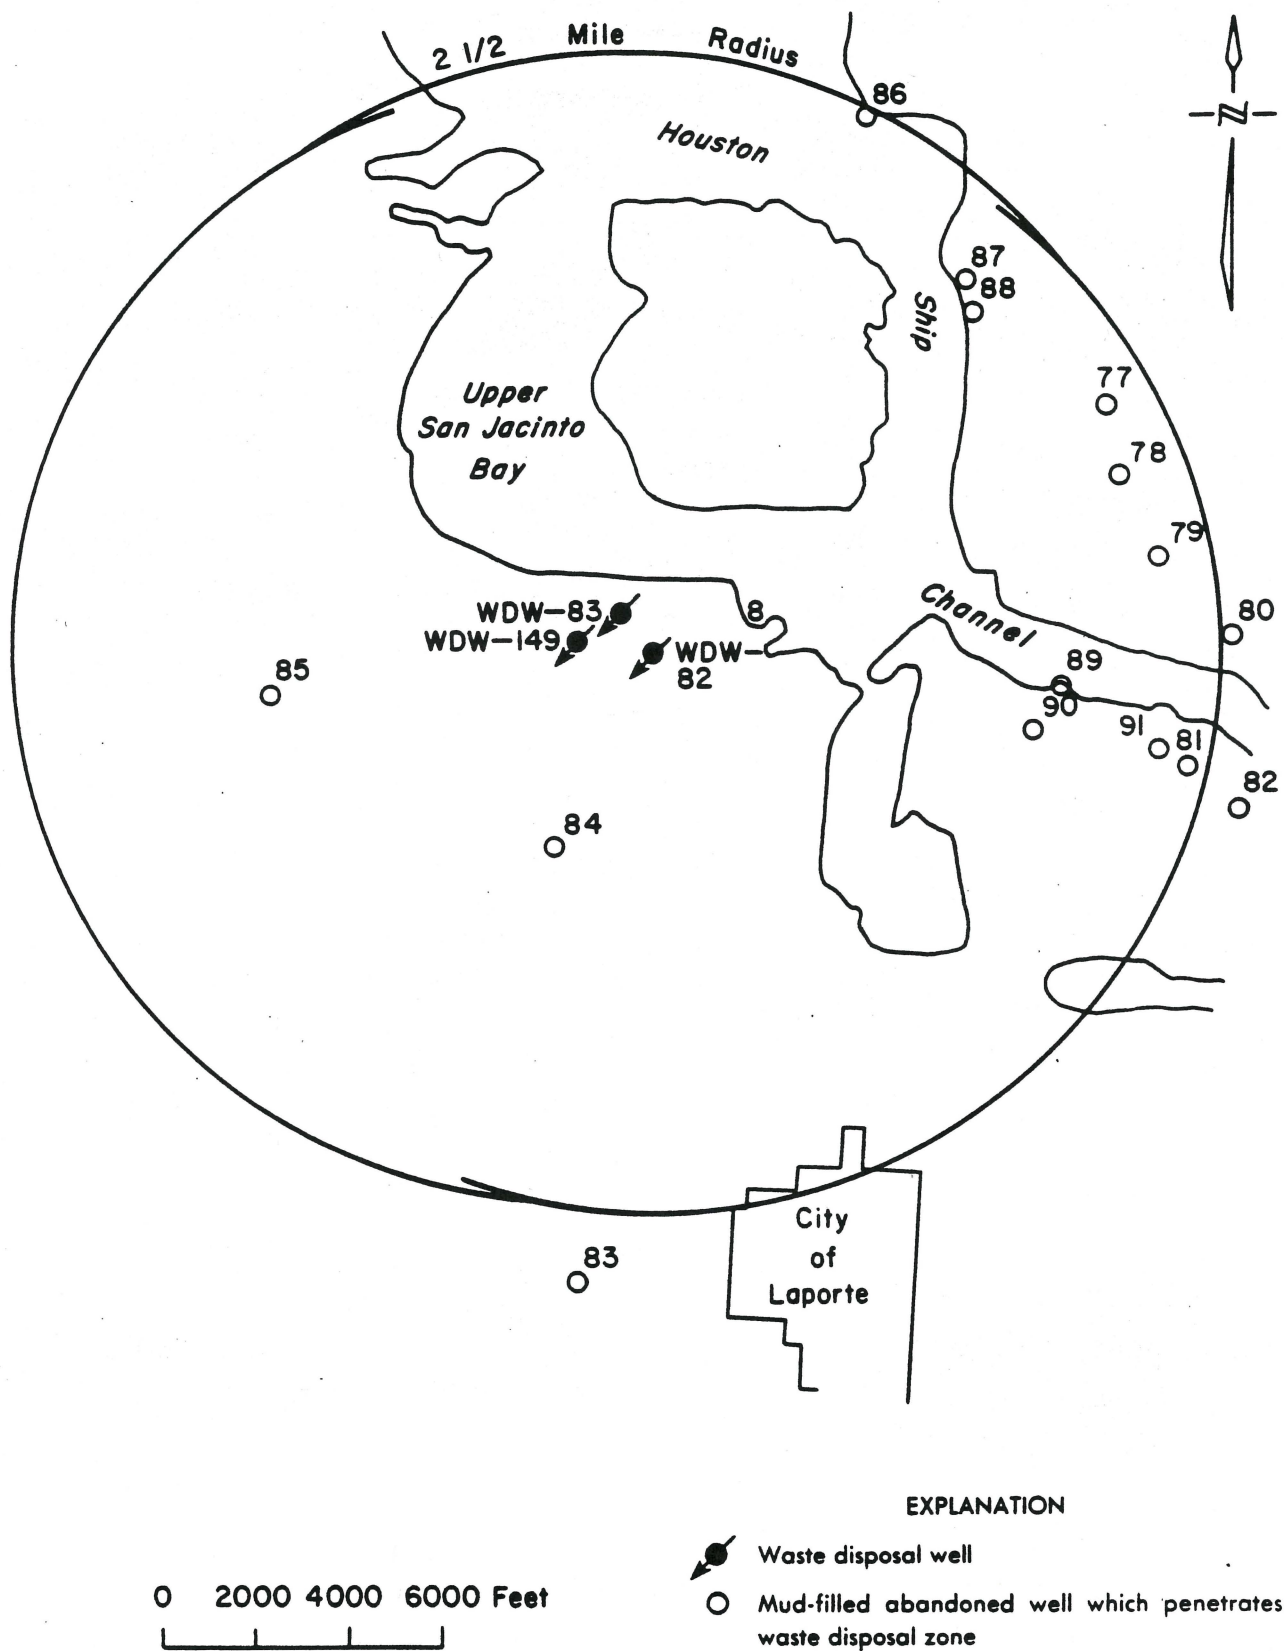 2 1/2 Mile Radius
86
N
Houston
87
88
Ship
77
Upper
San Jacinto
Bay
78
79
Channel
WDW-83
8
80
WDW-149
WDW-
82
89
85
90
91
81
82
84
City
of
Laporte
83
EXPLANATION
Waste disposal well
0 2000 4000 6000 Feet
Mud-filled abandoned well which penetrates
waste disposal zone